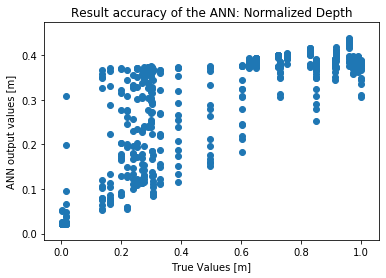 Result accuracy of the ANN: Normalized Depth
ANN output values [m]
0.4
0.3
0.2
0.1
0.0
0.0 0.2 0.4 0.6 0.8 1.0
True Values [m]